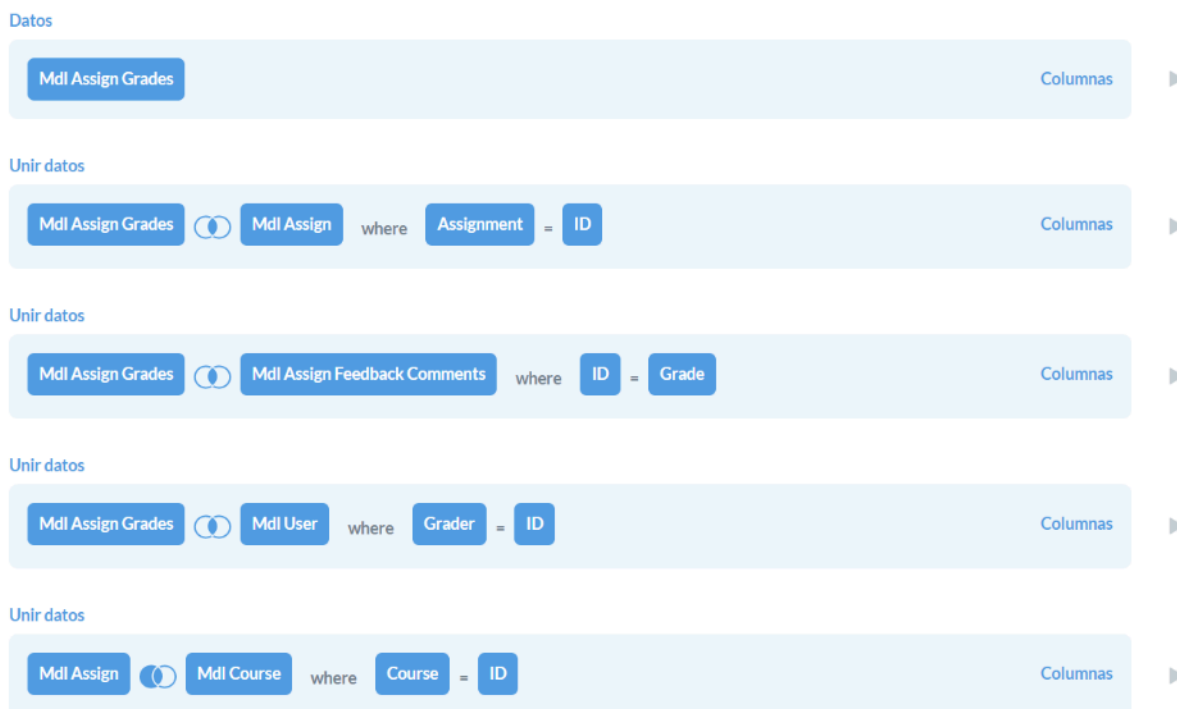 Datos
Mdl Assign Grades Columnas
Unir datos
Mdl Assign Grades Mdl Assign where Assignment = ID Columnas
Unir datos
Mdl Assign Grades Mdl Assign Feedback Comments where ID = Grade Columnas
Unir datos
Mdl Assign Grades Mdl User where Grader = ID Columnas
Unir datos
Mdl Assign Mdl Course where Course = ID Columnas